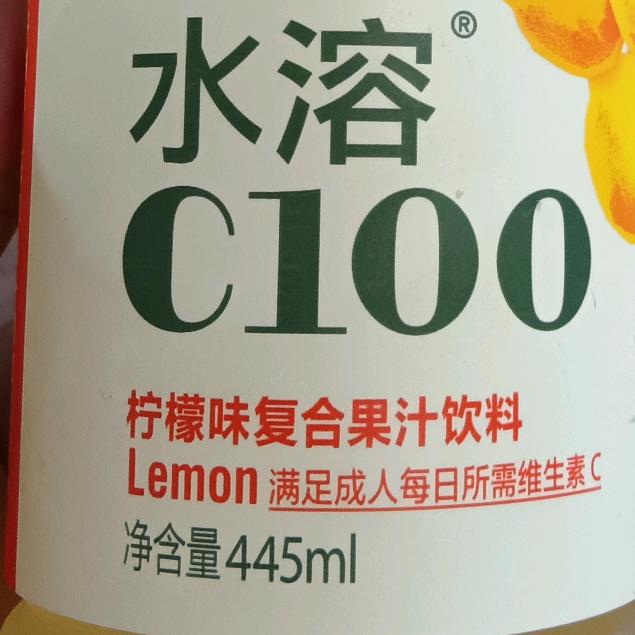 水溶®
C100
柠檬味复合果汁饮料
Lemon 满足成人每日所需维生素C
净含量445ml